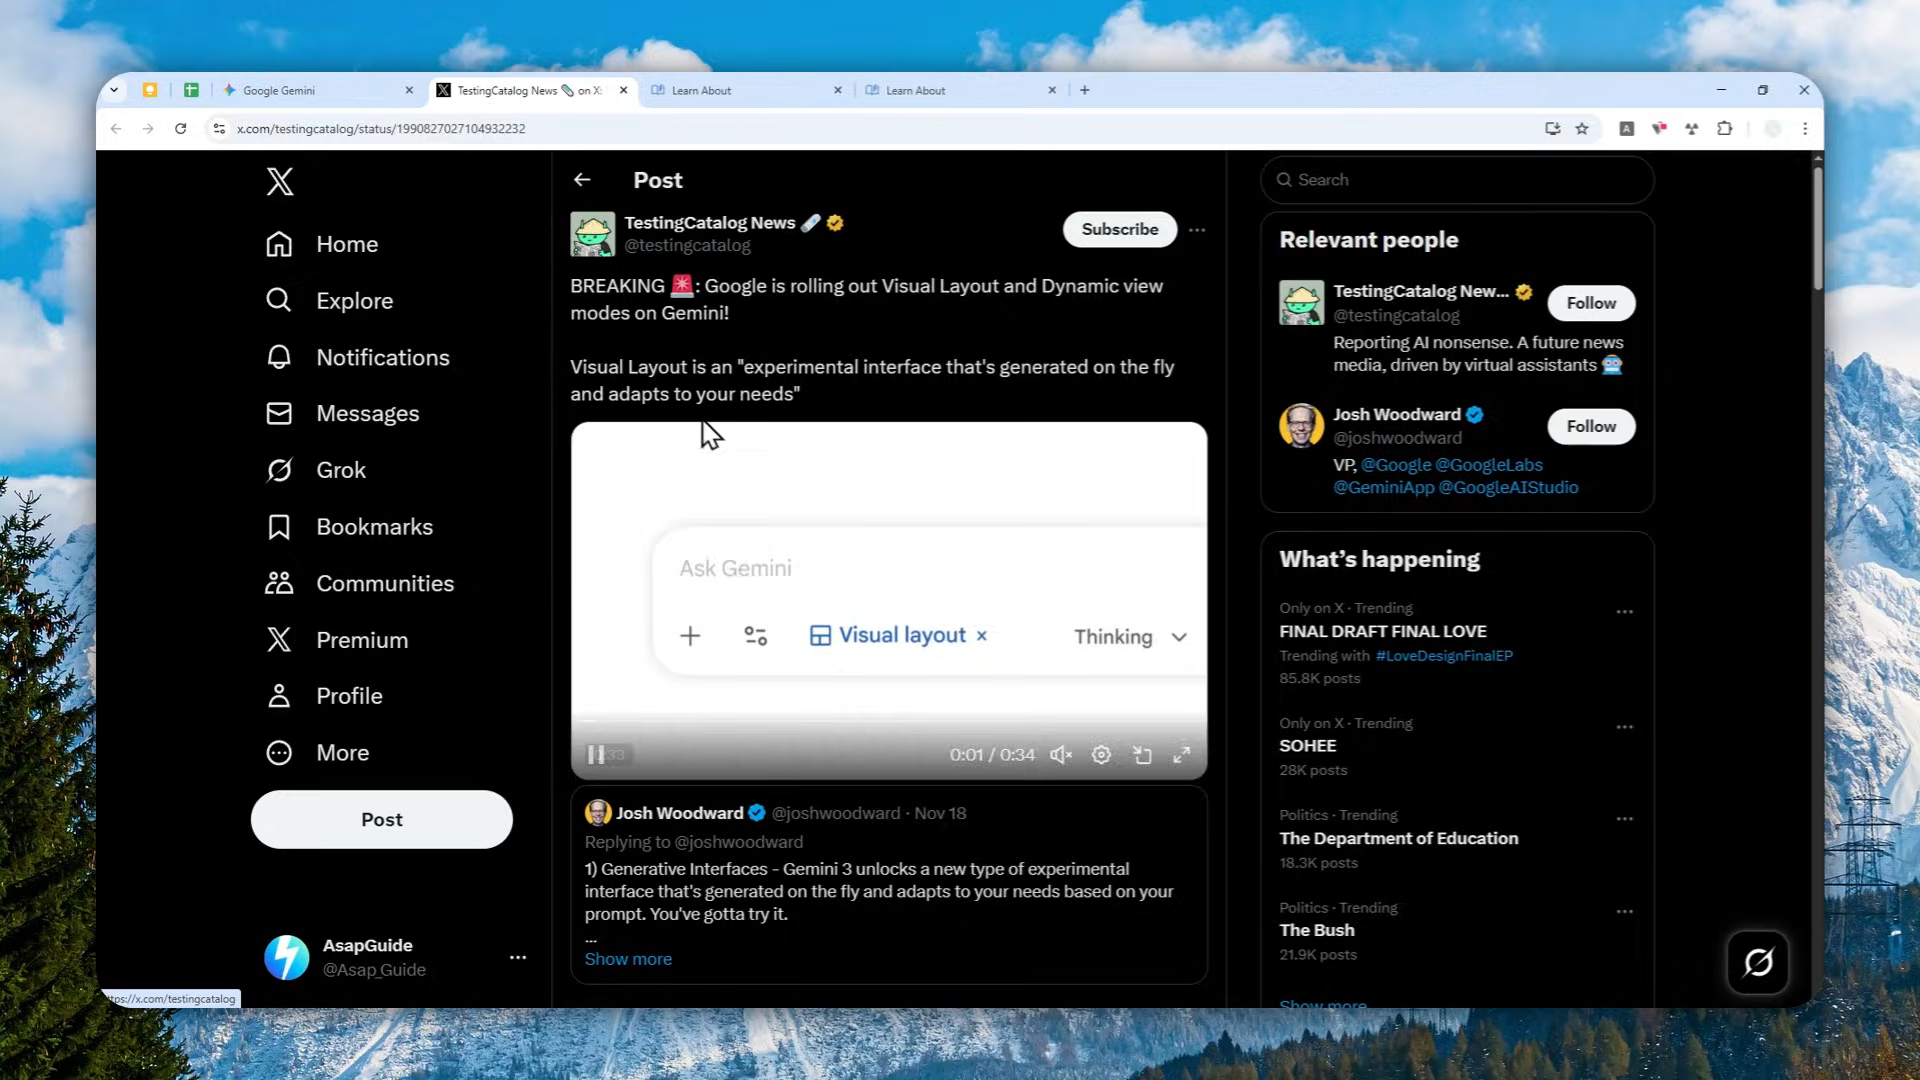 Google Gemini
TestingCatalog News on X:
Learn About
Learn About
x.com/testingcatalog/status/1990827027104932232
Home
Explore
Notifications
Messages
Grok
Bookmarks
Communities
Premium
Profile
More
Post
AsapGuide
@Asap_Guide
https://x.com/testingcatalog
Post
TestingCatalog News
@testingcatalog
Subscribe
BREAKING 🚨: Google is rolling out Visual Layout and Dynamic view
modes on Gemini!
Visual Layout is an "experimental interface that's generated on the fly
and adapts to your needs"
Ask Gemini
Visual layout ×
Thinking
0:01 / 0:34
Josh Woodward @joshwoodward · Nov 18
Replying to @joshwoodward
1) Generative Interfaces - Gemini 3 unlocks a new type of experimental
interface that's generated on the fly and adapts to your needs based on your
prompt. You've gotta try it.
...
Show more
Search
Relevant people
TestingCatalog New...
@testingcatalog
Follow
Reporting AI nonsense. A future news
media, driven by virtual assistants 🤖
Josh Woodward
@joshwoodward
Follow
VP, @Google @GoogleLabs
@GeminiApp @GoogleAIStudio
What's happening
Only on X · Trending
FINAL DRAFT FINAL LOVE
Trending with #LoveDesignFinalEP
85.8K posts
Only on X · Trending
SOHEE
28K posts
Politics · Trending
The Department of Education
18.3K posts
Politics · Trending
The Bush
21.9K posts
Show more